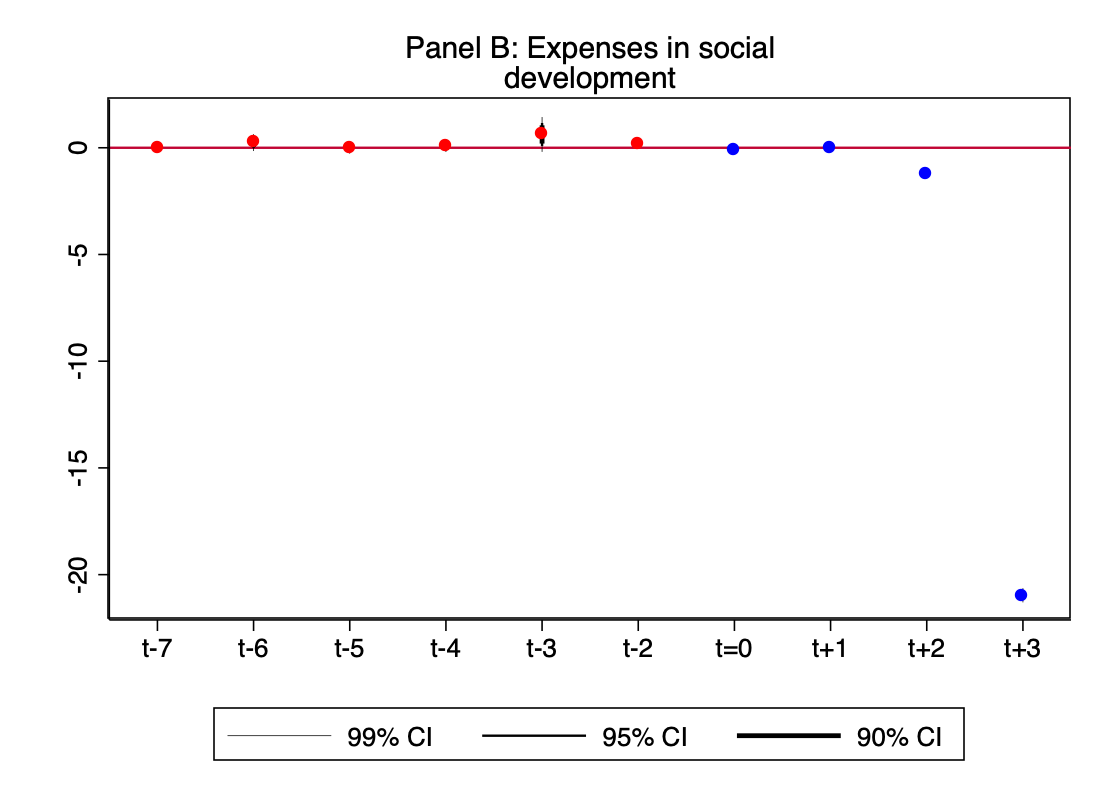 Panel B: Expenses in social
development
0
-5
-10
-15
-20
t-7 t-6 t-5 t-4 t-3 t-2 t=0 t+1 t+2 t+3
99% CI 95% CI 90% CI